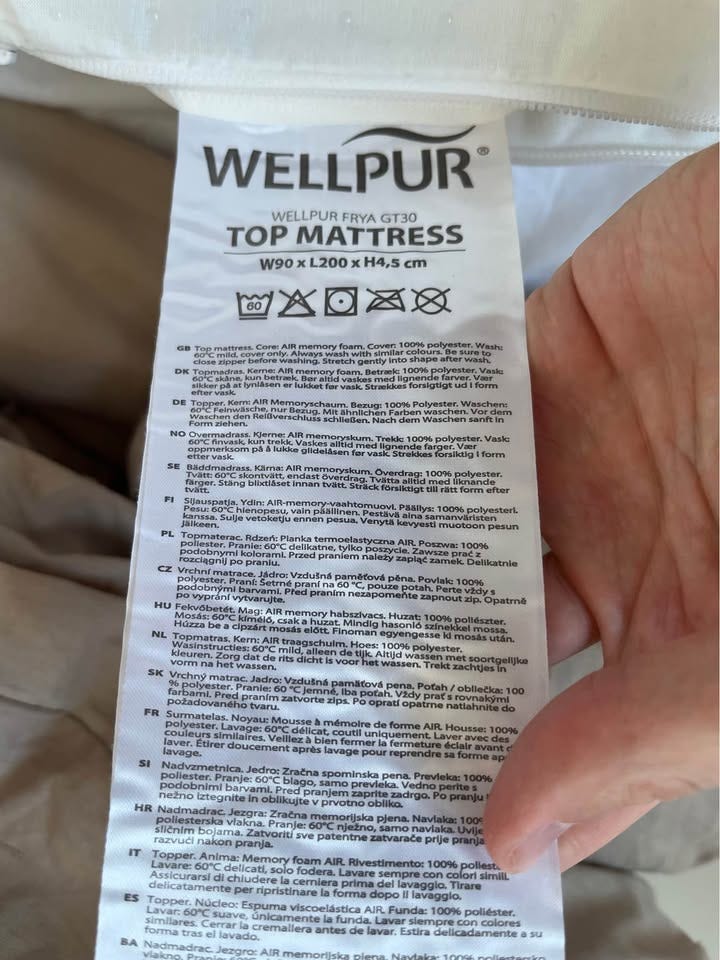 WELLPUR®
WELLPUR FRYA GT30
TOP MATTRESS
W90 x L200 x H4,5 cm
60
GB Top mattress. Core: AIR memory foam. Cover: 100% polyester. Wash:
60°C mild, cover only. Always wash with similar colours. Be sure to
close zipper before washing. Stretch gently into shape after wash.
DK Topmadras. Kerne: AIR memory foam. Betræk: 100% polyester. Vask:
60°C skåne, kun betræk. Bør altid vaskes med lignende farver. Vær
sikker på at lynlåsen er lukket før vask. Strækkes forsigtigt ud i form
efter vask.
DE Topper. Kern: AIR Memoryschaum. Bezug: 100% Polyester. Waschen:
60°C Feinwäsche, nur Bezug. Mit ähnlichen Farben waschen. Vor dem
Waschen den Reißverschluss schließen. Nach dem Waschen sanft in
Form ziehen.
NO Overmadrass. Kjerne: AIR memoryskum. Trekk: 100% polyester. Vask:
60°C finvask, kun trekk. Vaskes alltid med lignende farger. Vær
oppmerksom på å lukke glidelåsen før vask. Strekkes forsiktig i form
etter vask.
SE Bäddmadrass. Kärna: AIR memoryskum. Överdrag: 100% polyester.
Tvätt: 60°C skontvätt, endast överdrag. Tvätta alltid med liknande
färger. Stäng blixtlåset innan tvätt. Sträck försiktigt till rätt form efter
tvätt.
FI Sijauspatja. Ydin: AIR-memory-vaahtomuovi. Päällys: 100% polyesteri.
Pesu: 60°C hienopesu, vain päällinen. Pestävä aina samanväristen
kanssa. Sulje vetoketju ennen pesua. Venytä kevyesti muotoon pesun
jälkeen.
PL Topmaterac. Rdzeń: Pianka termoelastyczna AIR. Poszwa: 100%
poliester. Pranie: 60°C delikatne, tylko poszycie. Zawsze prać z
podobnymi kolorami. Przed praniem należy zapiąć zamek. Delikatnie
rozciągnij po praniu.
CZ Vrchní matrace. Jádro: Vzdušná paměťová pěna. Povlak: 100%
polyester. Praní: Šetrné praní na 60 °C, pouze potah. Perte vždy s
podobnými barvami. Před praním nezapomeňte zapnout zip. Opatrně
po vyprání vytvarujte.
HU Fekvőbetét. Mag: AIR memory habszivacs. Huzat: 100% poliészter.
Mosás: 60°C kímélő, csak a huzat. Mindig hasonló színekkel mossa.
Húzza be a cipzárt mosás előtt. Finoman egyengesse ki mosás után.
NL Topmatras. Kern: AIR traagschuim. Hoes: 100% polyester.
Wasinstructies: 60°C mild, alleen de tijk. Altijd wassen met soortgelijke
kleuren. Zorg dat de rits dicht is voor het wassen. Trekt zachtjes in
vorm na het wassen.
SK Vrchný matrac. Jadro: Vzdušná pamäťová pena. Poťah / obliečka: 100
% polyester. Pranie: 60 °C jemné, iba poťah. Vždy prať s rovnakými
farbami. Pred praním zatvorte zips. Po opratí opatrne natiahnite do
požadovaného tvaru.
FR Surmatelas. Noyau: Mousse à mémoire de forme AIR. Housse: 100%
polyester. Lavage: 60°C délicat, coutil uniquement. Laver avec des
couleurs similaires. Veillez à bien fermer la fermeture éclair avant d
laver. Étirer doucement après lavage pour reprendre sa forme ap
lavage.
SI Nadvzmetnica. Jedro: Zračna spominska pena. Prevleka: 100%
poliester. Pranje: 60°C blago, samo prevleka. Vedno perite s
podobnimi barvami. Pred pranjem zaprite zadrgo. Po pranju
nežno iztegnite in oblikujte v prvotno obliko.
HR Nadmadrac. Jezgra: Zračna memorijska pjena. Navlaka: 100%
poliesterska vlakna. Pranje: 60°C nježno, samo navlaka. Uvije
sličnim bojama. Zatvoriti sve patentne zatvarače prije pranja
razvući nakon pranja.
IT Topper. Anima: Memory foam AIR. Rivestimento: 100% poliest
Lavare: 60°C delicati, solo fodera. Lavare sempre con colori simili.
Assicurarsi di chiudere la cerniera prima del lavaggio. Tirare
delicatamente per ripristinare la forma dopo il lavaggio.
ES Topper. Núcleo: Espuma viscoelástica AIR. Funda: 100% poliéster.
Lavar: 60°C suave, únicamente la funda. Lavar siempre con colores
similares. Cerrar la cremallera antes de lavar. Estira delicadamente a su
forma tras el lavado.
BA Nadmadrac. Jezgro: AIR memorijska pjena. Navlaka: 100% poliestersko